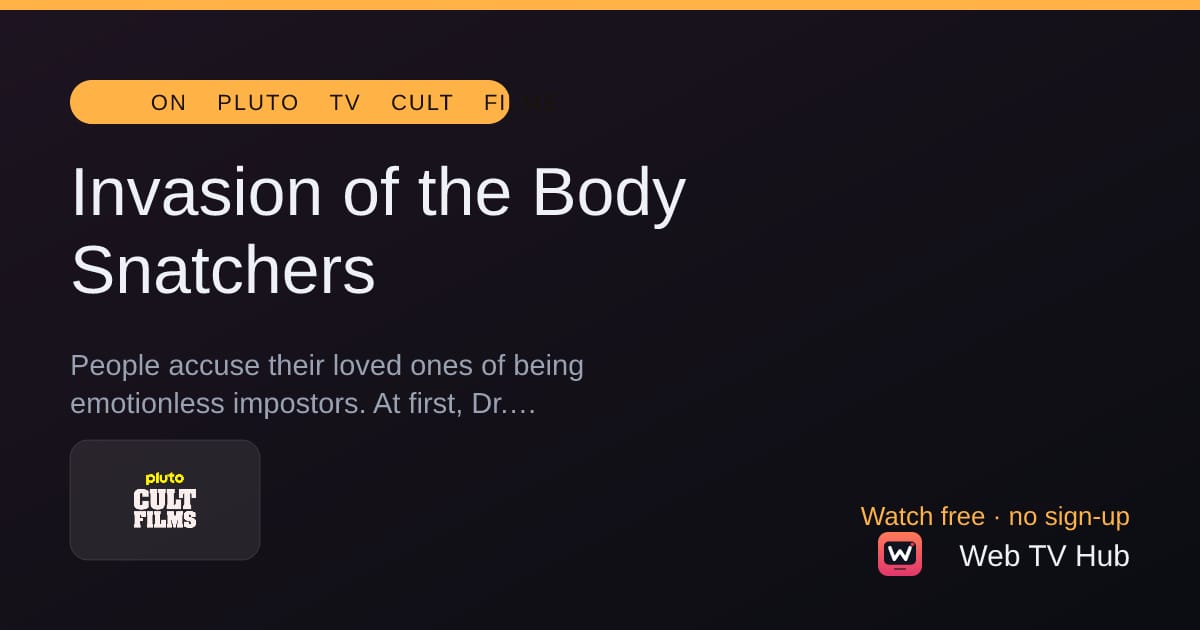 ON PLUTO TV CULT FILMS
Invasion of the Body
Snatchers
People accuse their loved ones of being
emotionless impostors. At first, Dr.…
pluto
CULT
FILMS
Watch free · no sign-up
W
Web TV Hub